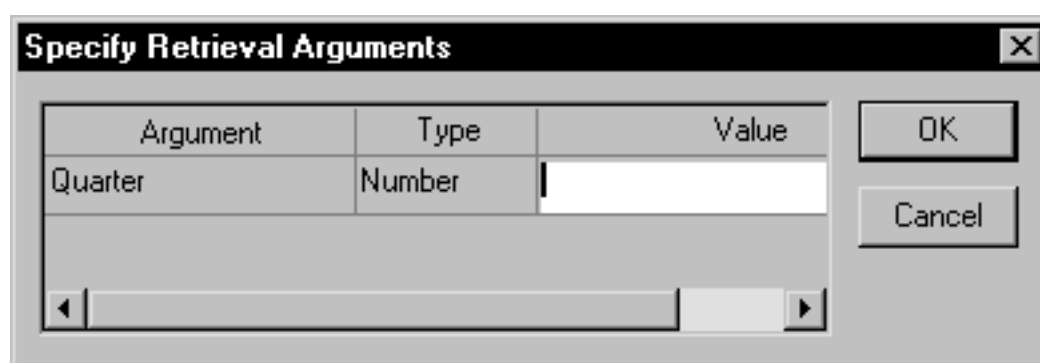 Specify Retrieval Arguments
Argument Type Value OK
Quarter Number
Cancel